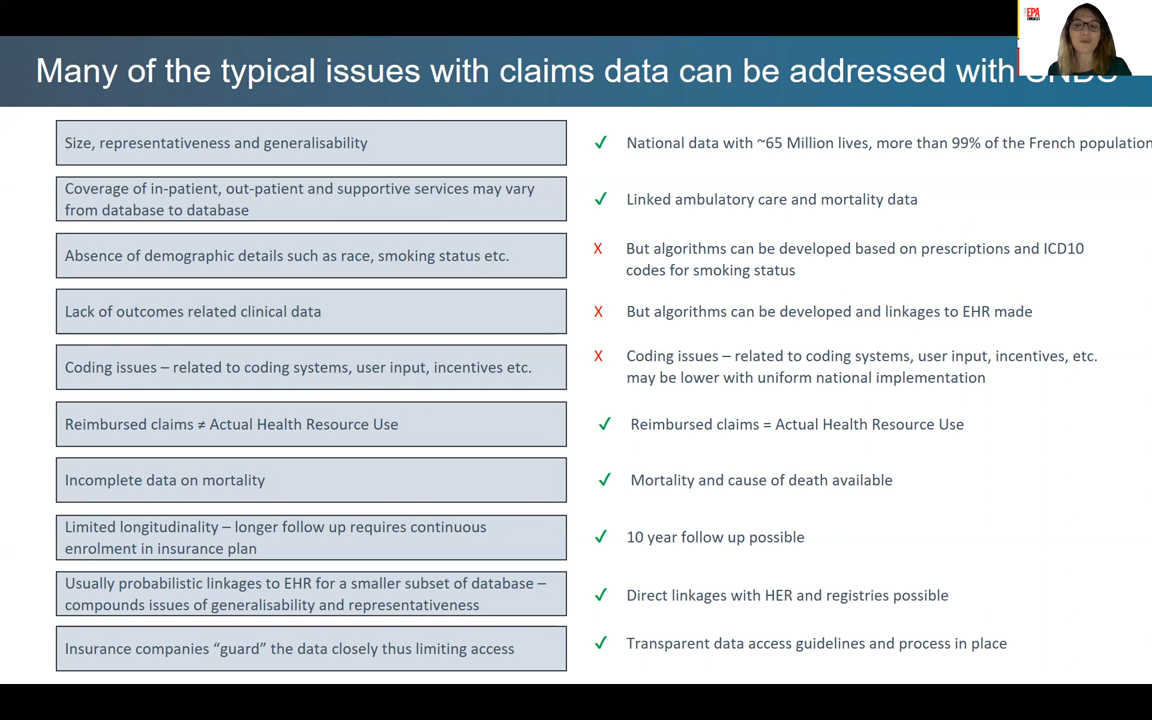 EPA
Many of the typical issues with claims data can be addressed with SNDS
Size, representativeness and generalisability
✓ National data with ~65 Million lives, more than 99% of the French population
Coverage of in-patient, out-patient and supportive services may vary
from database to database
✓ Linked ambulatory care and mortality data
Absence of demographic details such as race, smoking status etc.
X But algorithms can be developed based on prescriptions and ICD10
codes for smoking status
Lack of outcomes related clinical data
X But algorithms can be developed and linkages to EHR made
Coding issues – related to coding systems, user input, incentives etc.
X Coding issues – related to coding systems, user input, incentives, etc.
may be lower with uniform national implementation
Reimbursed claims ≠ Actual Health Resource Use
✓ Reimbursed claims = Actual Health Resource Use
Incomplete data on mortality
✓ Mortality and cause of death available
Limited longitudinality – longer follow up requires continuous
enrolment in insurance plan
✓ 10 year follow up possible
Usually probabilistic linkages to EHR for a smaller subset of database –
compounds issues of generalisability and representativeness
✓ Direct linkages with HER and registries possible
Insurance companies “guard” the data closely thus limiting access
✓ Transparent data access guidelines and process in place